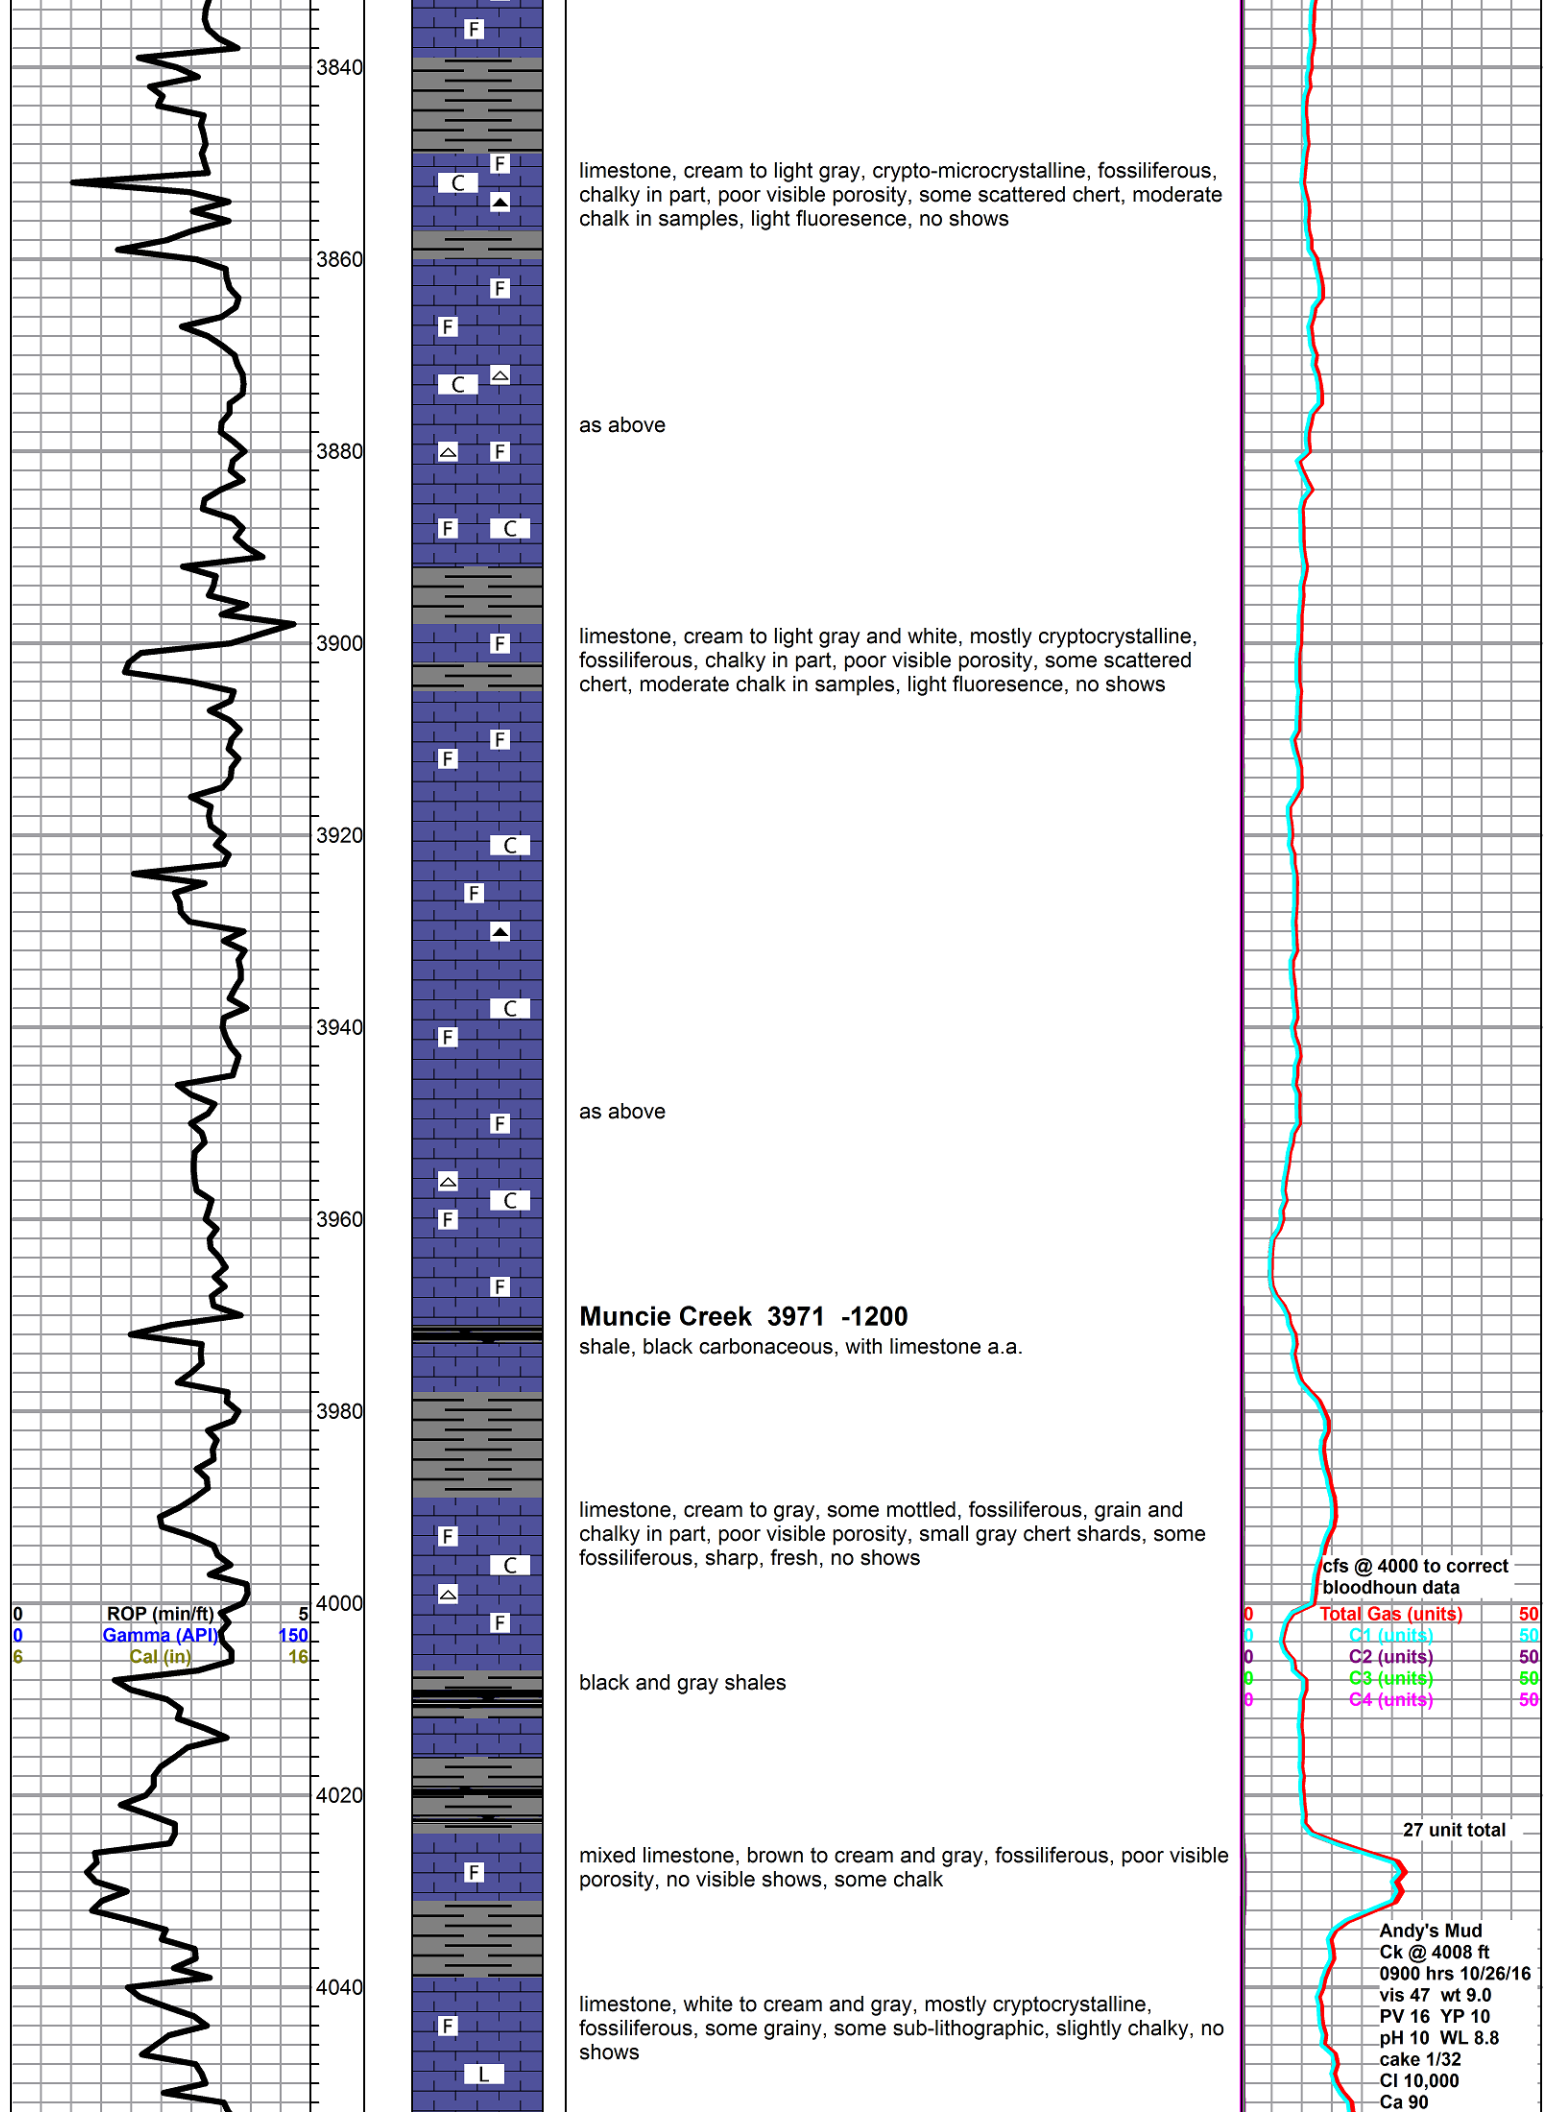 F
3840
F
C
limestone, cream to light gray, crypto-microcrystalline, fossiliferous,
chalky in part, poor visible porosity, some scattered chert, moderate
chalk in samples, light fluoresence, no shows
3860
F
F
C
as above
3880
F
F
C
3900
F
limestone, cream to light gray and white, mostly cryptocrystalline,
fossiliferous, chalky in part, poor visible porosity, some scattered
chert, moderate chalk in samples, light fluoresence, no shows
F
F
3920
C
F
C
3940
F
as above
F
C
3960
F
F
Muncie Creek 3971 -1200
shale, black carbonaceous, with limestone a.a.
3980
limestone, cream to gray, some mottled, fossiliferous, grain and
chalky in part, poor visible porosity, small gray chert shards, some
fossiliferous, sharp, fresh, no shows
F
C
cfs @ 4000 to correct
bloodhoun data
4000
F
0 ROP (min/ft) 5
0 Gamma (API) 150
6 Cal (in) 16
0 Total Gas (units) 50
0 C1 (units) 50
0 C2 (units) 50
0 C3 (units) 50
0 C4 (units) 50
black and gray shales
4020
27 unit total
mixed limestone, brown to cream and gray, fossiliferous, poor visible
porosity, no visible shows, some chalk
F
Andy's Mud
Ck @ 4008 ft
0900 hrs 10/26/16
vis 47 wt 9.0
PV 16 YP 10
pH 10 WL 8.8
cake 1/32
Cl 10,000
Ca 90
4040
limestone, white to cream and gray, mostly cryptocrystalline,
fossiliferous, some grainy, some sub-lithographic, slightly chalky, no
shows
F
L